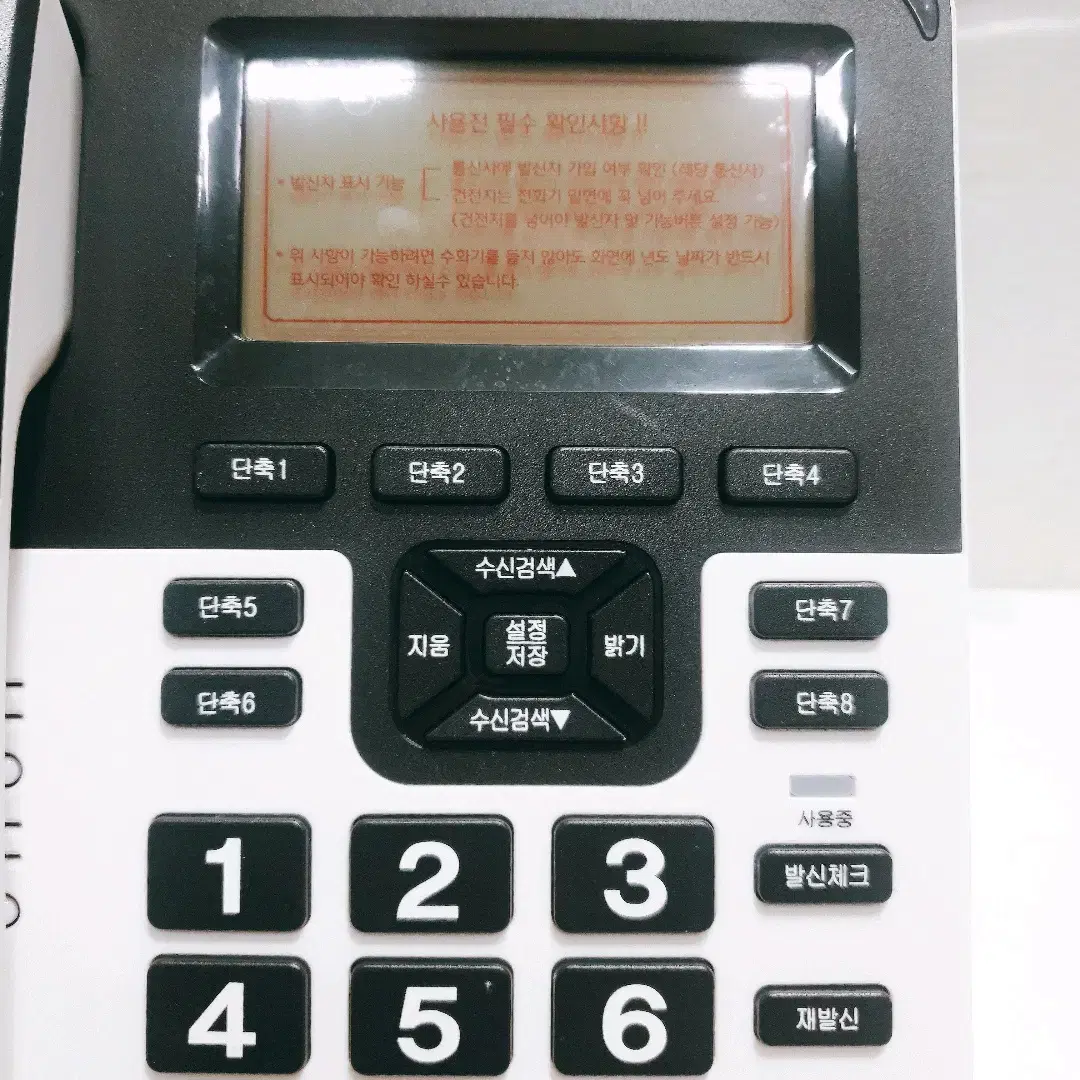 사용전 필수 확인사항 !!
* 발신자 표시 기능
통신사에 발신자 가입 여부 확인 (해당 통신사)
건전지는 전화기 밑면에 꼭 넣어 주세요.
(건전지를 넣어야 발신자 및 기능버튼 설정 가능)
* 위 사항이 가능하려면 수화기를 들지 않아도 화면에 년도 날짜가 반드시
표시되어야 확인 하실수 있습니다.
단축1 단축2 단축3 단축4
수신검색▲
단축5 지움 설정 저장 밝기 단축7
단축6 수신검색▼ 단축8
사용중
1 2 3 발신체크
4 5 6 재발신